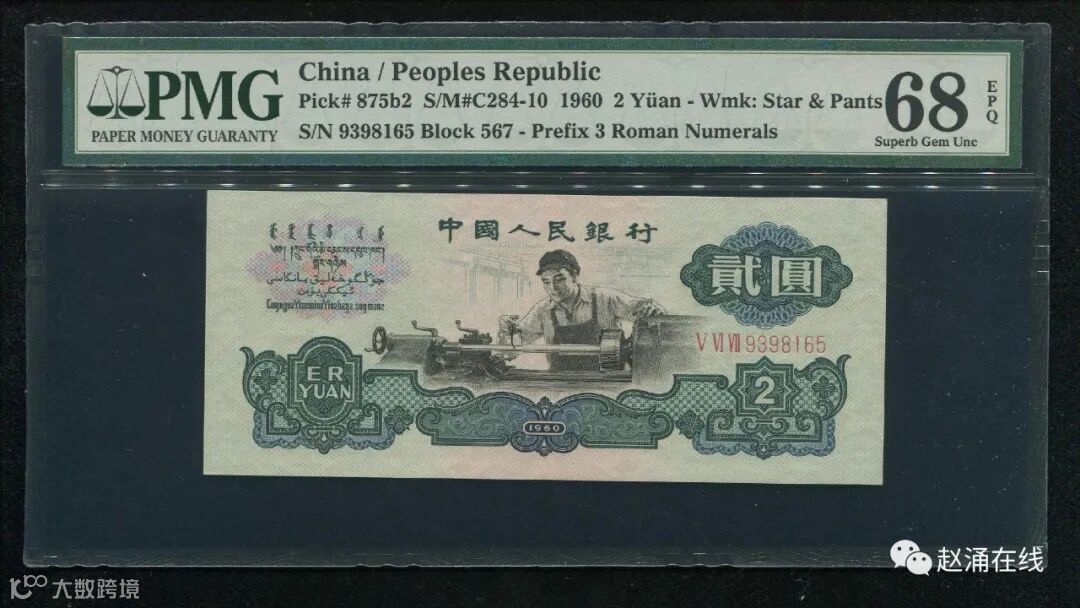 PMG
PAPER MONEY GUARANTY
China / Peoples Republic
Pick# 875b2 S/M#C284-10 1960 2 Yüan - Wmk: Star & Pants
S/N 9398165 Block 567 - Prefix 3 Roman Numerals
68
EPQ
Superb Gem Unc
中國人民銀行
貳圓
V VI VII 9398165
ER
YUAN
1960
2
赵涌在线
大数跨境